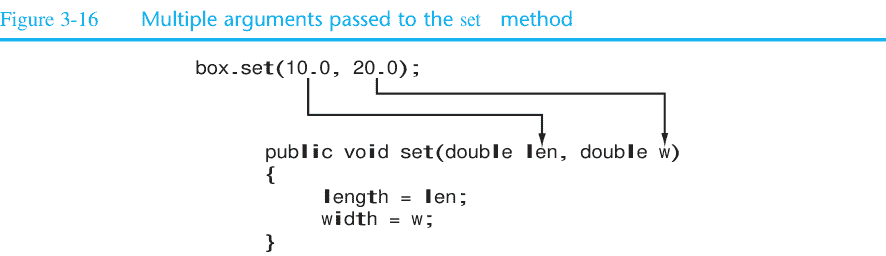 Figure 3-16 Multiple arguments passed to the set method
box.set(10.0, 20.0);
public void set(double len, double w)
{
length = len;
width = w;
}